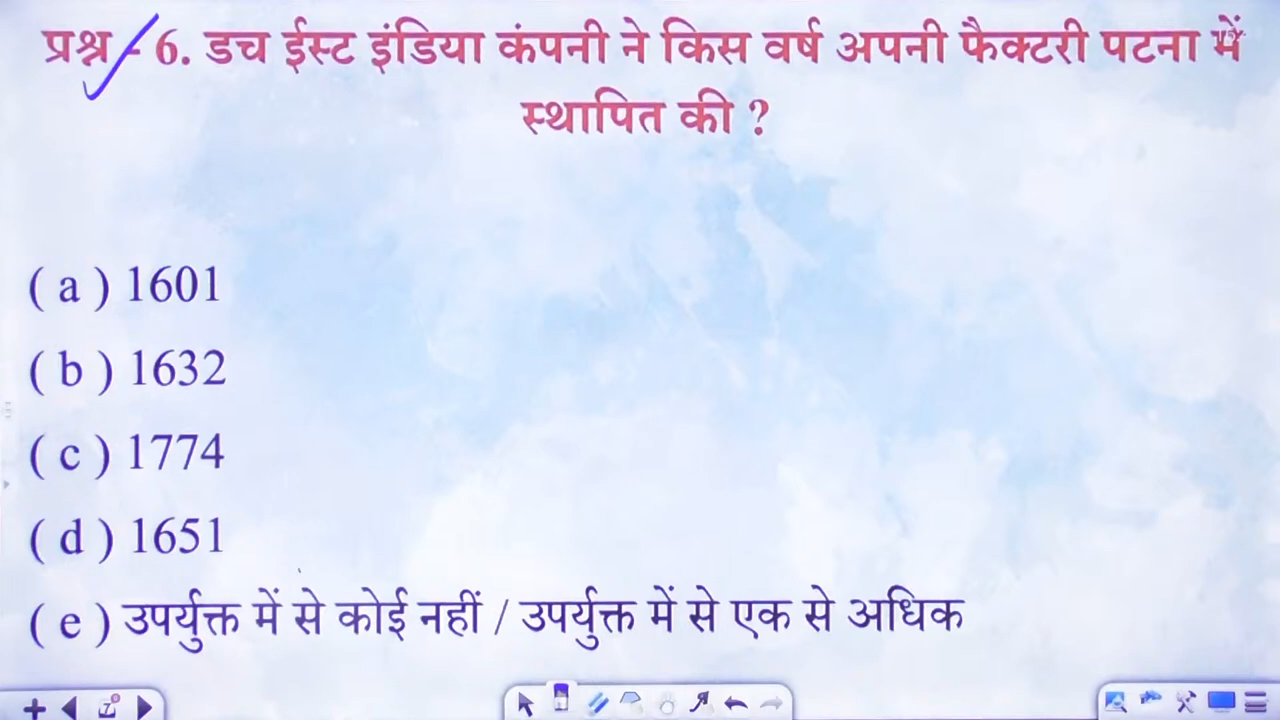 प्रश्न - 6. डच ईस्ट इंडिया कंपनी ने किस वर्ष अपनी फैक्टरी पटना में
स्थापित की ?
( a ) 1601
( b ) 1632
( c ) 1774
( d ) 1651
( e ) उपर्युक्त में से कोई नहीं / उपर्युक्त में से एक से अधिक